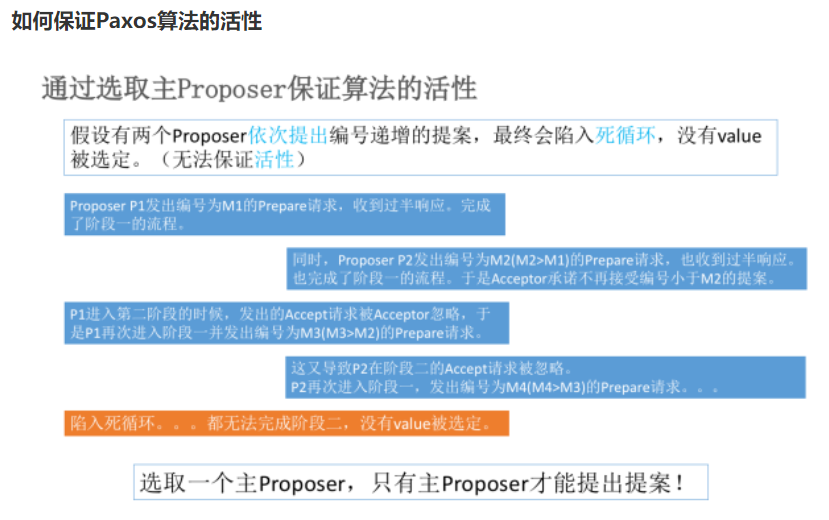 如何保证Paxos算法的活性
通过选取主Proposer保证算法的活性
假设有两个Proposer依次提出编号递增的提案，最终会陷入死循环，没有value
被选定。（无法保证活性）
Proposer P1发出编号为M1的Prepare请求，收到过半响应。完成
了阶段一的流程。
同时，Proposer P2发出编号为M2(M2>M1)的Prepare请求，也收到过半响应。
也完成了阶段一的流程。于是Acceptor承诺不再接受编号小于M2的提案。
P1进入第二阶段的时候，发出的Accept请求被Acceptor忽略，于
是P1再次进入阶段一并发出编号为M3(M3>M2)的Prepare请求。
这又导致P2在阶段二的Accept请求被忽略。
P2再次进入阶段一，发出编号为M4(M4>M3)的Prepare请求。。。
陷入死循环。。。都无法完成阶段二，没有value被选定。
选取一个主Proposer，只有主Proposer才能提出提案！